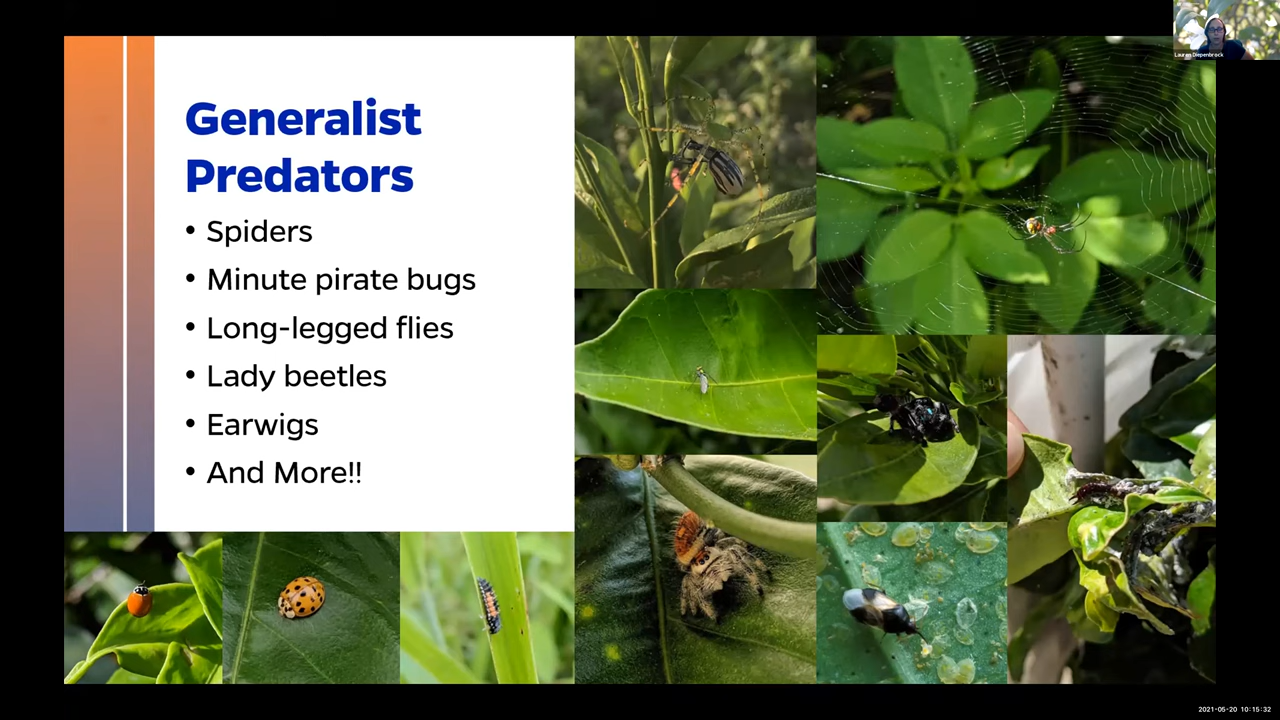 Lauren Diepenbrock
Generalist
Predators
• Spiders
• Minute pirate bugs
• Long-legged flies
• Lady beetles
• Earwigs
• And More!!
2021-05-20 10:15:32